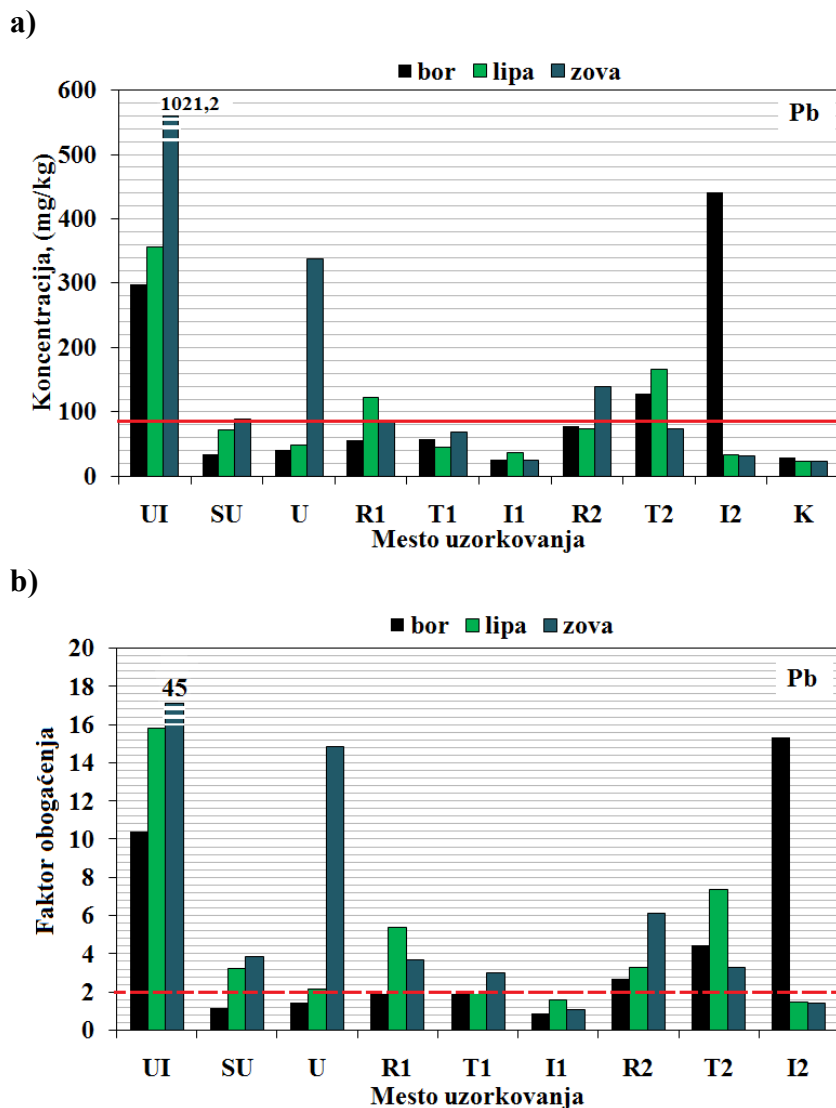 a)
bor lipa zova
600
500
400
300
200
100
0
Koncentracija, (mg/kg)
1021,2
Pb
UI SU U R1 T1 I1 R2 T2 I2 K
Mesto uzorkovanja
b)
bor lipa zova
20
18
16
14
12
10
8
6
4
2
0
Faktor obogaćenja
45
Pb
UI SU U R1 T1 I1 R2 T2 I2
Mesto uzorkovanja